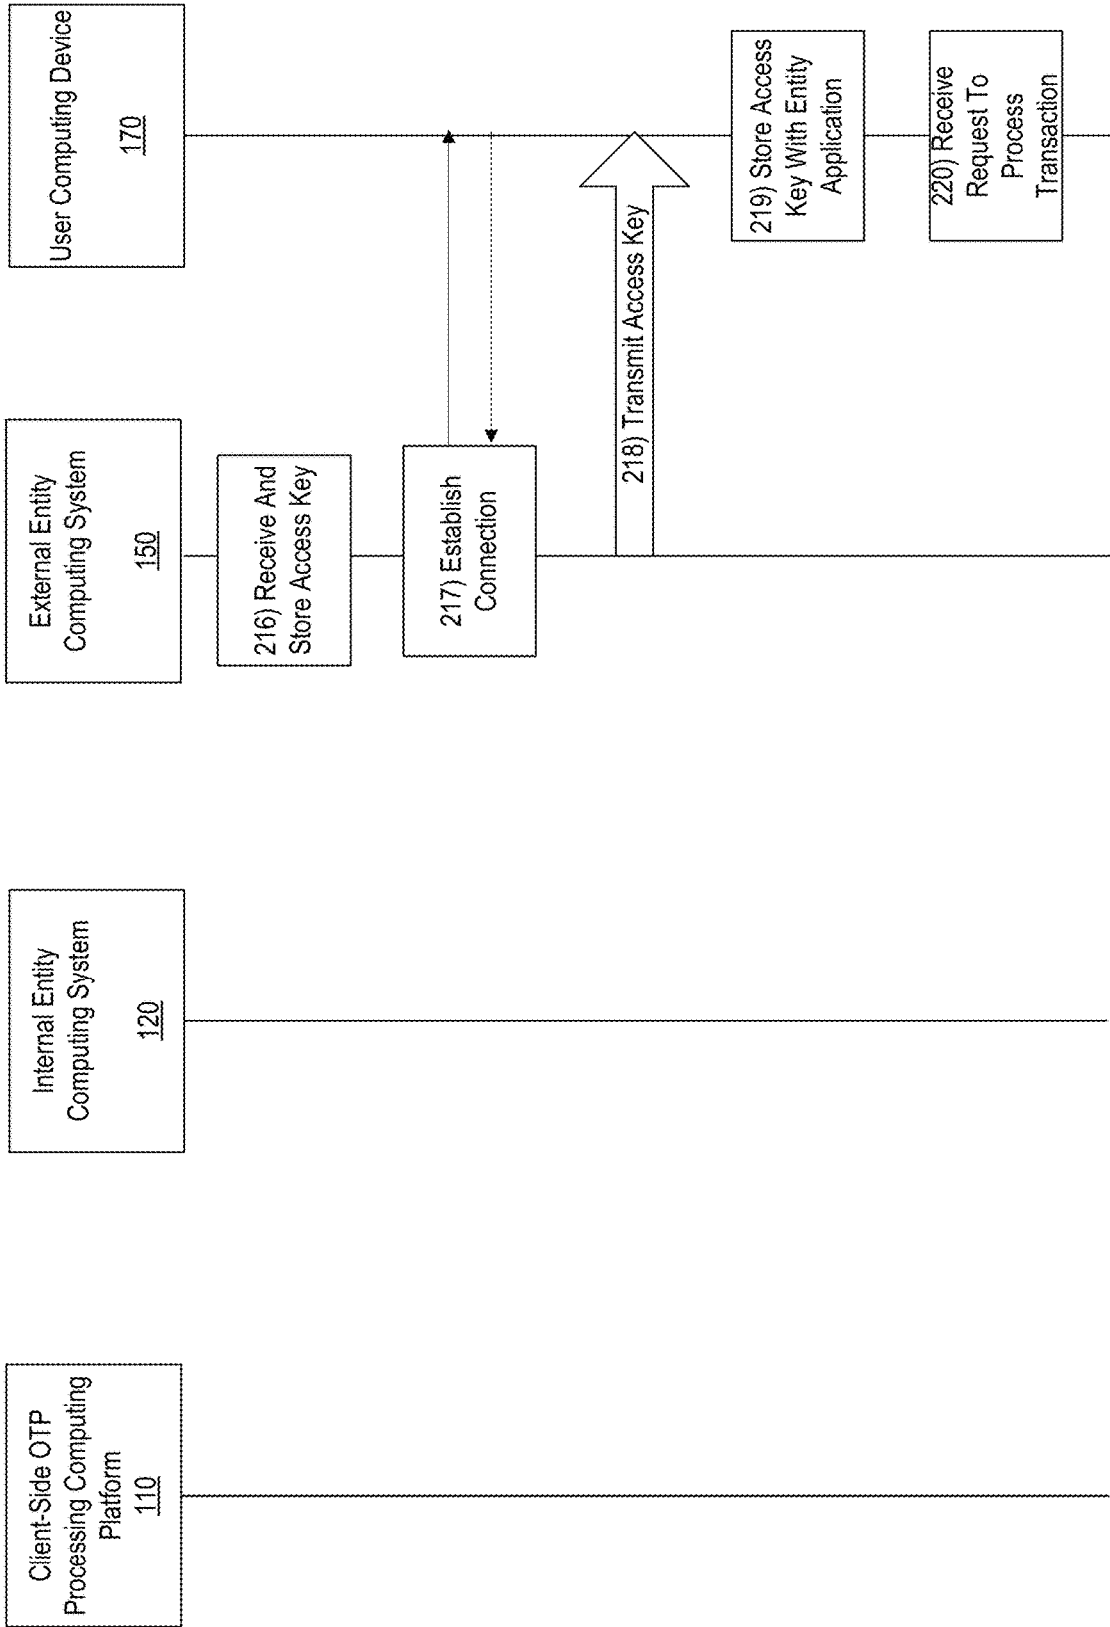 Client-Side OTP
Processing Computing
Platform
110
Internal Entity
Computing System
120
External Entity
Computing System
150
User Computing Device
170
216) Receive And
Store Access Key
217) Establish
Connection
218) Transmit Access Key
219) Store Access
Key With Entity
Application
220) Receive
Request To
Process
Transaction